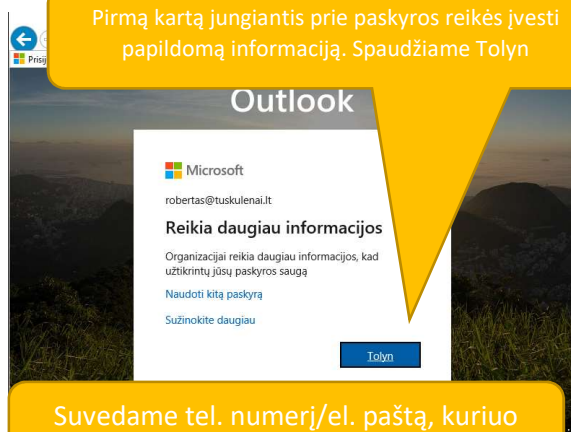 Pirmą kartą jungiantis prie paskyros reikės įvesti
papildomą informaciją. Spaudžiame Tolyn
Prisij
Outlook
Microsoft
robertas@tuskulenai.lt
Reikia daugiau informacijos
Organizacijai reikia daugiau informacijos, kad
užtikrintų jūsų paskyros saugą
Naudoti kitą paskyrą
Sužinokite daugiau
Tolyn
Suvedame tel. numerį/el. paštą, kuriuo